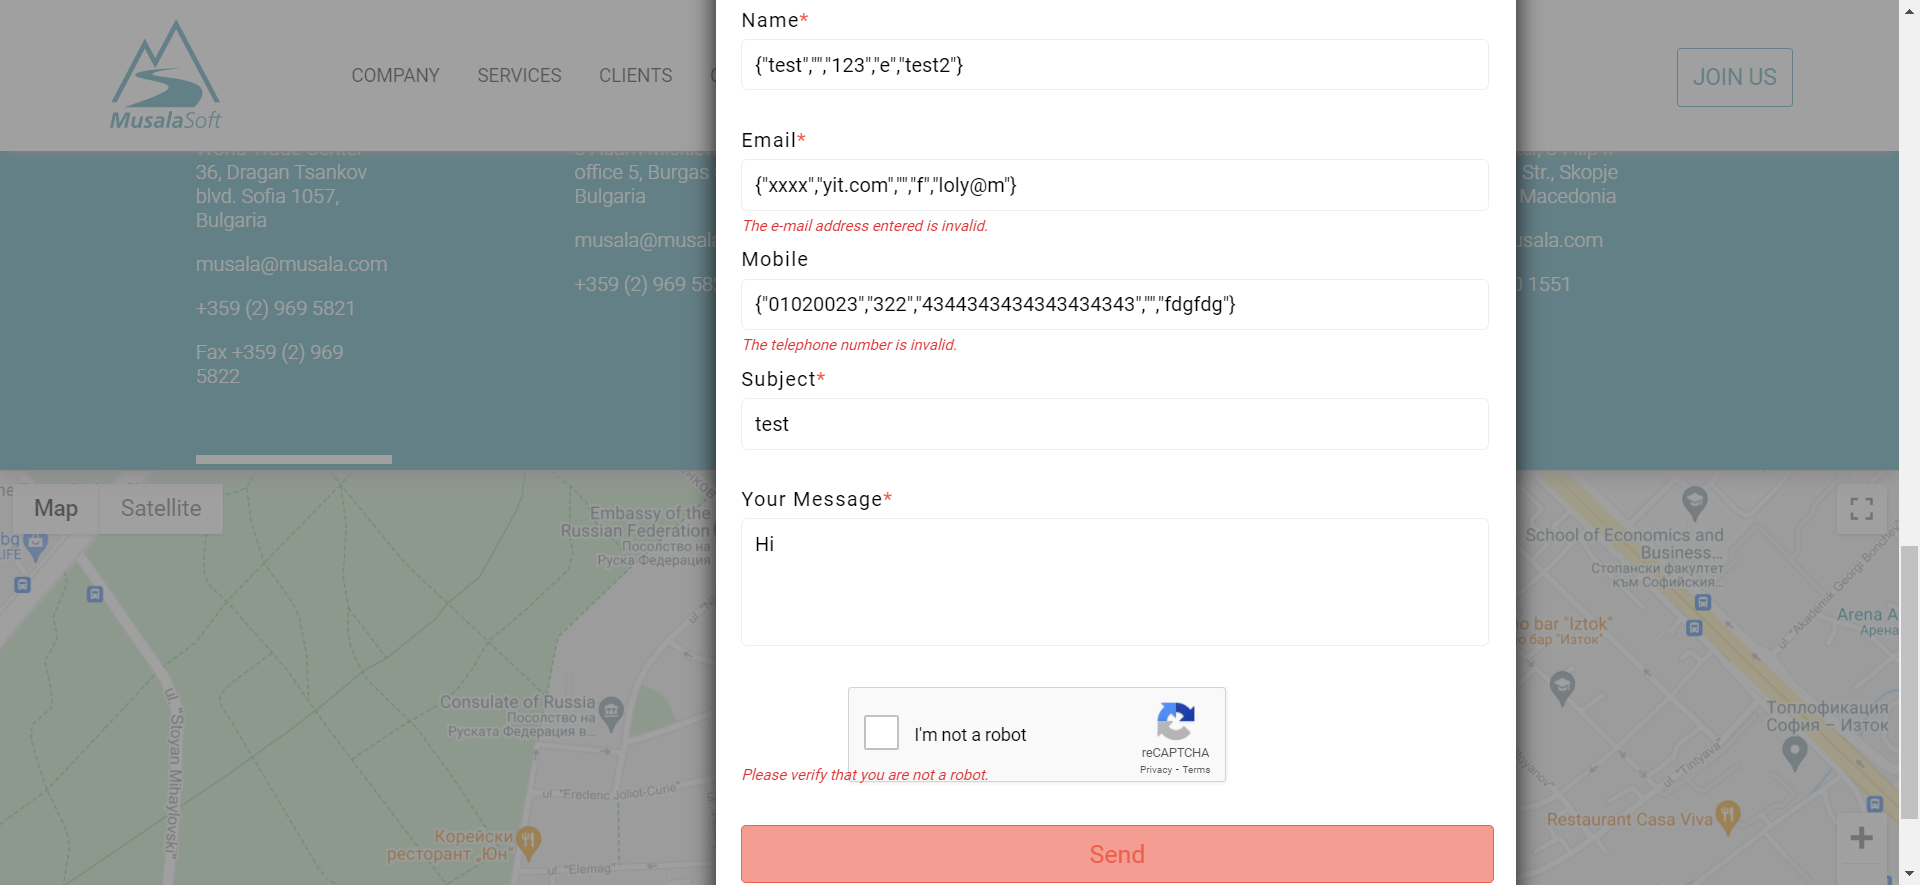 MusalaSoft
COMPANY
SERVICES
CLIENTS
JOIN US
36, Dragan Tsankov
blvd. Sofia 1057,
Bulgaria
musala@musala.com
+359 (2) 969 5821
Fax +359 (2) 969
5822
office 5, Burgas
Bulgaria
musala@musal
+359 (2) 969 58
Str., Skopje
Macedonia
usala.com
0 1551
Name*
{"test","","123","e","test2"}
Email*
{"xxxx","yit.com","","f","loly@m"}
The e-mail address entered is invalid.
Mobile
{"01020023","322","4344343434343434343","","fdgfdg"}
The telephone number is invalid.
Subject*
test
Your Message*
Hi
I'm not a robot
reCAPTCHA
Privacy - Terms
Please verify that you are not a robot.
Send
Map
Satellite
bg
LIFE
Embassy of the
Russian Federation
Посолство на
Руска Федерация
Consulate of Russia
Посолство на
Руската Федерация в...
ul. "Stoyan Mihaylovski"
ul. "Frederic Joliot-Curie"
Корейски
ресторант „Юн“
ul. "Elemag"
School of Economics and
Business...
Стопански факултет
към Софийския...
ul. "Akademik Georgi Bonchev"
Arena A
Арена
bar "Iztok"
бар "Изток"
Топлофикация
София – Изток
ul. "Tintyava"
Restaurant Casa Viva